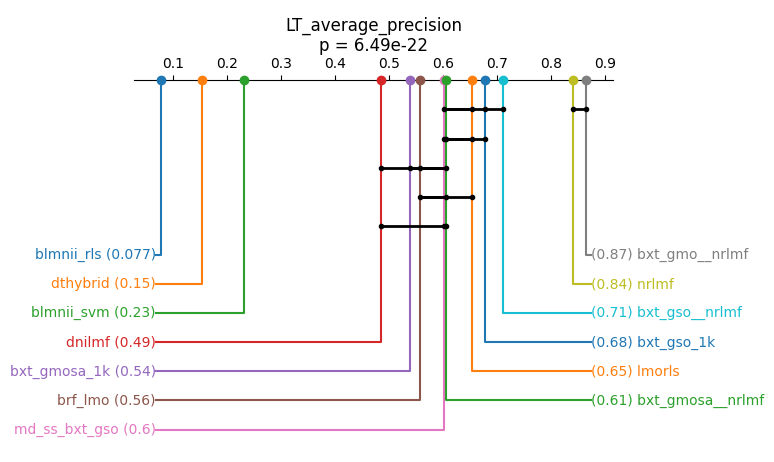 LT_average_precision
p = 6.49e-22
0.1 0.2 0.3 0.4 0.5 0.6 0.7 0.8 0.9
blmnii_rls (0.077) (0.87) bxt_gmo__nrlmf
dthybrid (0.15) (0.84) nrlmf
blmnii_svm (0.23) (0.71) bxt_gso__nrlmf
dnilmf (0.49) (0.68) bxt_gso_1k
bxt_gmosa_1k (0.54) (0.65) lmorls
brf_lmo (0.56) (0.61) bxt_gmosa__nrlmf
md_ss_bxt_gso (0.6)